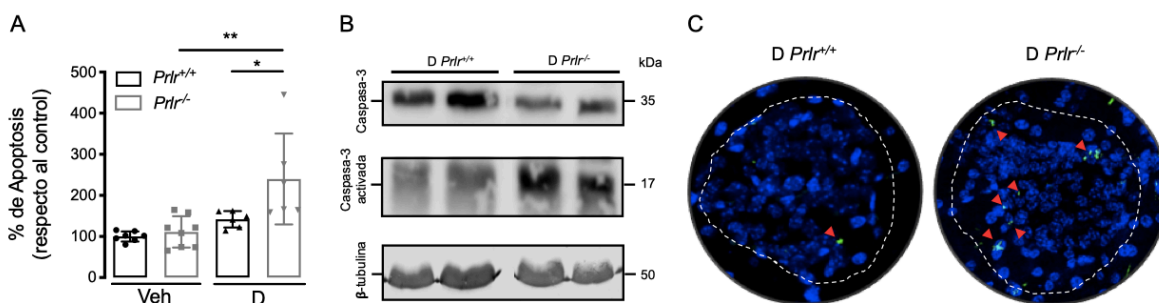 A
% de Apoptosis
(respecto al control)
500
400
300
200
100
0
Prlr+/+
Prlr-/-
**
*
Veh
D
B
D Prlr+/+
D Prlr-/-
kDa
Caspasa-3
35
Caspasa-3
activada
17
β-tubulina
50
C
D Prlr+/+
D Prlr-/-